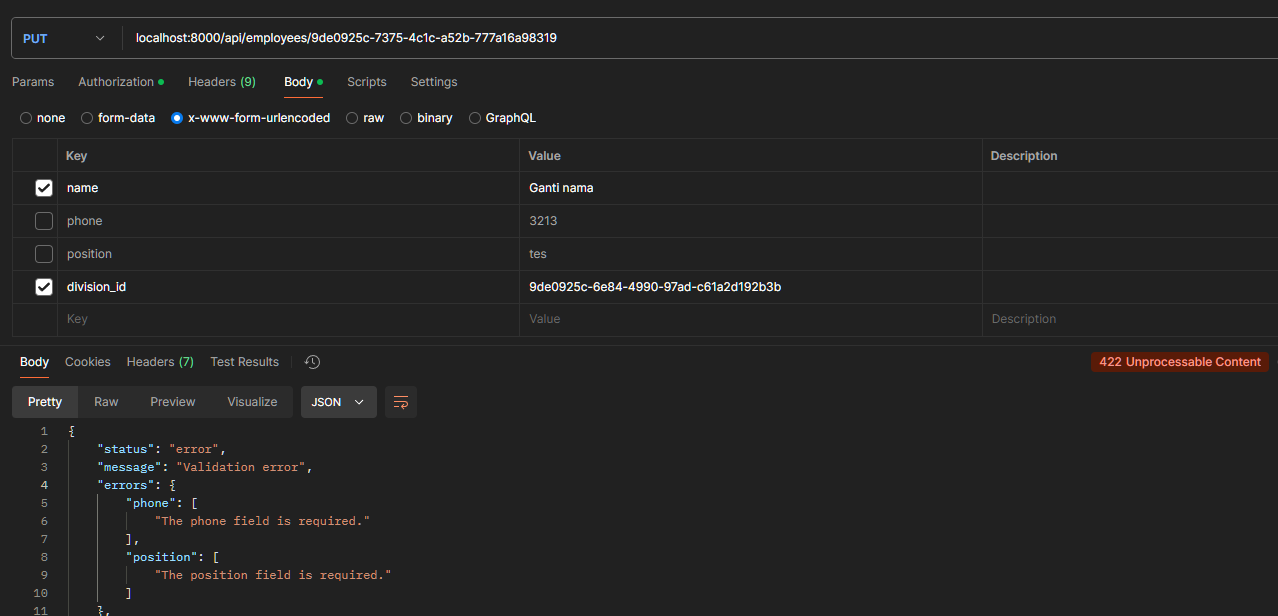 PUT localhost:8000/api/employees/9de0925c-7375-4c1c-a52b-777a16a98319
Params Authorization Headers (9) Body Scripts Settings
none form-data x-www-form-urlencoded raw binary GraphQL
Key Value Description
name Ganti nama
phone 3213
position tes
division_id 9de0925c-6e84-4990-97ad-c61a2d192b3b
Key Value Description
Body Cookies Headers (7) Test Results 422 Unprocessable Content
Pretty Raw Preview Visualize JSON
1 {
2 "status": "error",
3 "message": "Validation error",
4 "errors": {
5 "phone": [
6 "The phone field is required."
7 ],
8 "position": [
9 "The position field is required."
10 ]
11 },